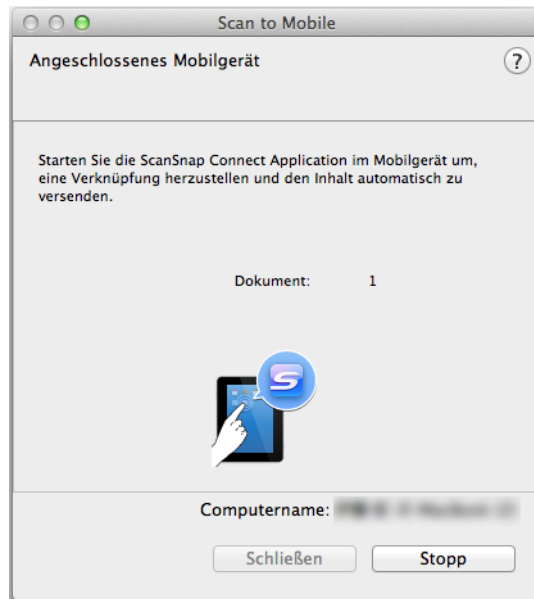 Scan to Mobile
Angeschlossenes Mobilgerät
?
Starten Sie die ScanSnap Connect Application im Mobilgerät um,
eine Verknüpfung herzustellen und den Inhalt automatisch zu
versenden.
Dokument: 1
S
Computername:
Schließen Stopp